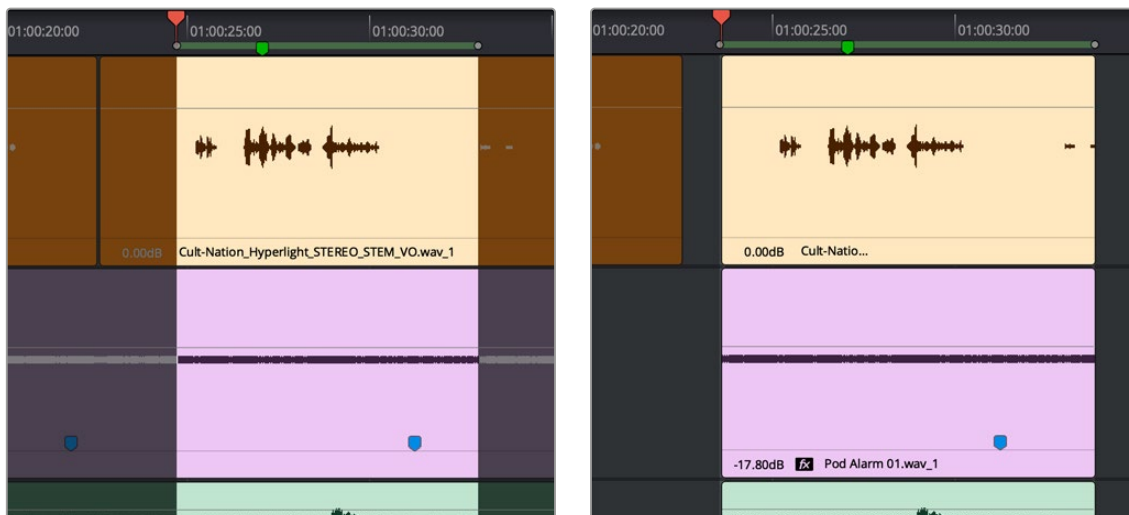 01:00:20:00 01:00:25:00 01:00:30:00
0.00dB Cult-Nation_Hyperlight_STEREO_STEM_VO.wav_1
01:00:20:00 01:00:25:00 01:00:30:00
0.00dB Cult-Natio...
-17.80dB fx Pod Alarm 01.wav_1